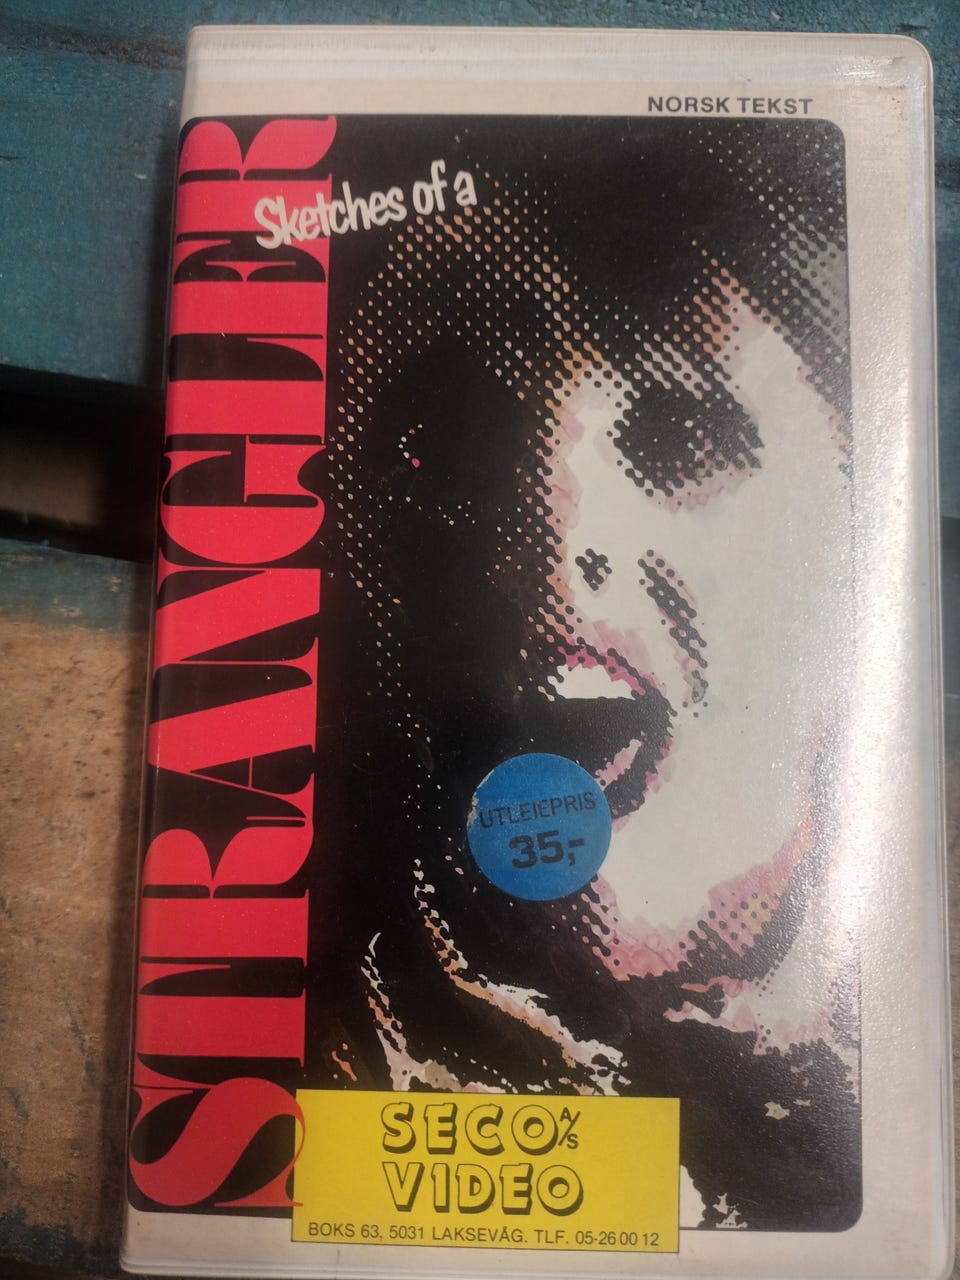 NORSK TEKST
Sketches of a
STRANGLER
UTLEIEPRIS
35,-
SECO A/S
VIDEO
BOKS 63, 5031 LAKSEVÅG. TLF. 05-26 00 12